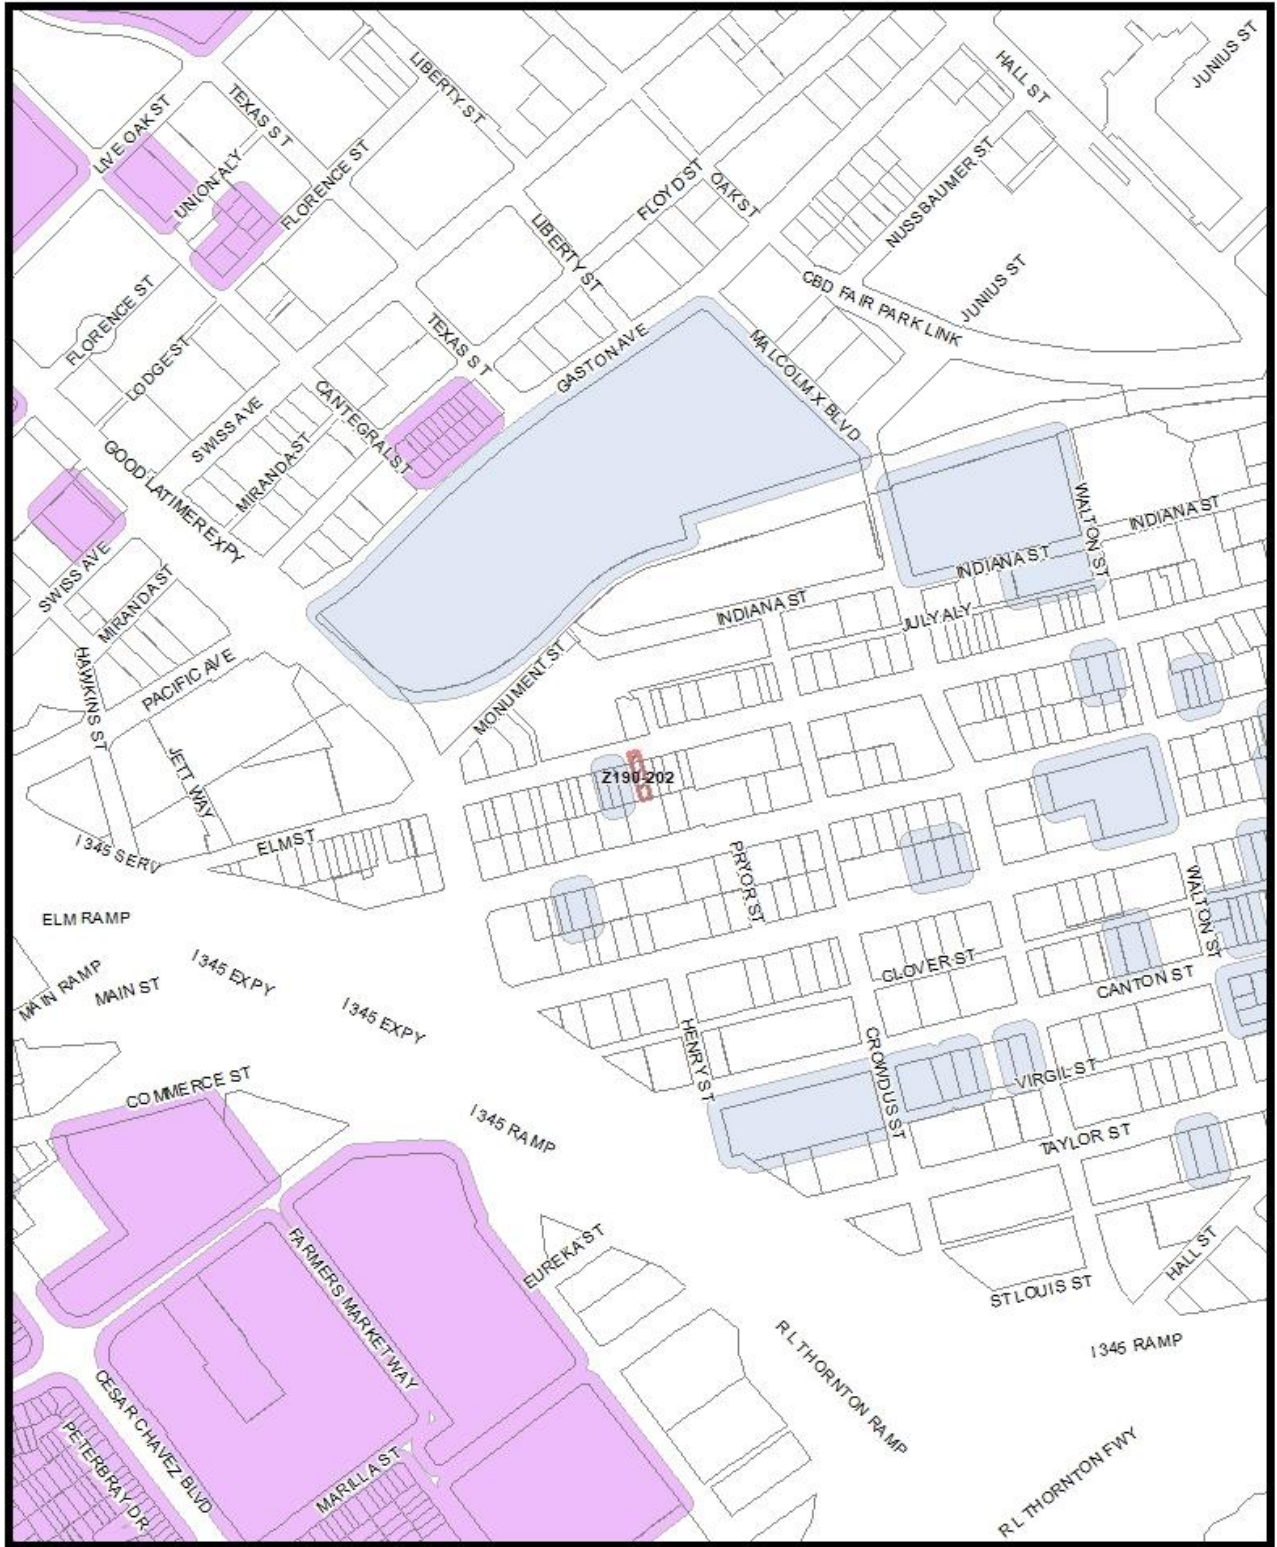 JUNIUS ST
HALL ST
LIBERTY ST
TEXAS ST
LIVE OAK ST
UNION ALY
FLORENCE ST
NUSSBAUMER ST
FLOYD ST
OAK ST
LIBERTY ST
JUNIUS ST
CBD FAIR PARK LINK
FLORENCE ST
LODGE ST
TEXAS ST
GASTON AVE
MALCOLM X BLVD
CANTEGRAL ST
SWISS AVE
MIRANDA ST
GOOD LATIMER EXPY
WALTON ST
INDIANA ST
INDIANA ST
SWISS AVE
MIRANDA ST
INDIANA ST
JULY ALY
HAWKINS ST
PACIFIC AVE
MONUMENT ST
JETT WAY
Z190-202
ELM ST
I 345 SERV
PRYOR ST
WALTON ST
ELM RAMP
MAIN RAMP
MAIN ST
I 345 EXPY
I 345 EXPY
CLOVER ST
CANTON ST
HENRY ST
CROWDUS ST
VIRGIL ST
COMMERCE ST
I 345 RAMP
TAYLOR ST
FARMERS MARKET WAY
EUREKA ST
HALL ST
ST LOUIS ST
R L THORNTON RAMP
I 345 RAMP
CESAR CHAVEZ BLVD
PETERBRAY DR
MARILLA ST
R L THORNTON FWY